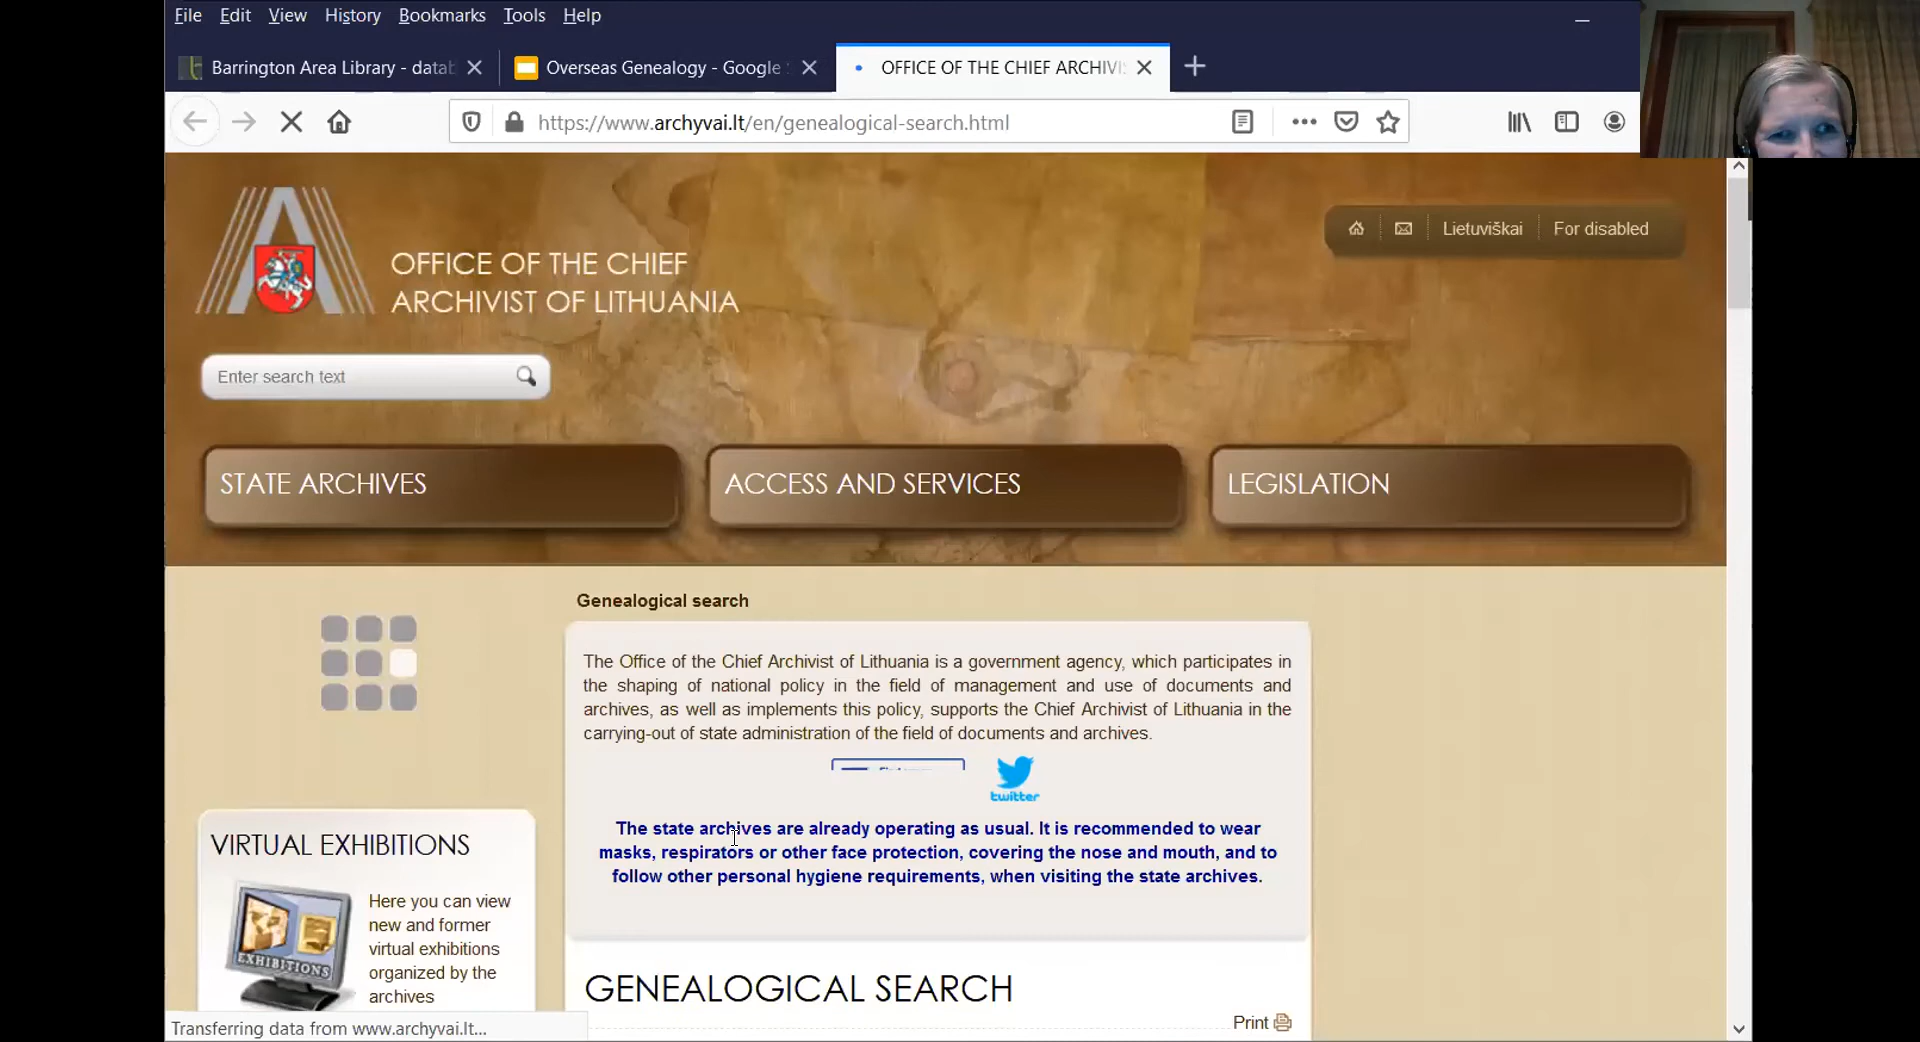 File Edit View History Bookmarks Tools Help
Barrington Area Library - datab
Overseas Genealogy - Google
OFFICE OF THE CHIEF ARCHIVI
https://www.archyvai.lt/en/genealogical-search.html
Lietuviškai
For disabled
OFFICE OF THE CHIEF
ARCHIVIST OF LITHUANIA
Enter search text
STATE ARCHIVES
ACCESS AND SERVICES
LEGISLATION
Genealogical search
The Office of the Chief Archivist of Lithuania is a government agency, which participates in
the shaping of national policy in the field of management and use of documents and
archives, as well as implements this policy, supports the Chief Archivist of Lithuania in the
carrying-out of state administration of the field of documents and archives.
twitter
The state archives are already operating as usual. It is recommended to wear
masks, respirators or other face protection, covering the nose and mouth, and to
follow other personal hygiene requirements, when visiting the state archives.
VIRTUAL EXHIBITIONS
EXHIBITIONS
Here you can view
new and former
virtual exhibitions
organized by the
archives
GENEALOGICAL SEARCH
Print
Transferring data from www.archyvai.lt...